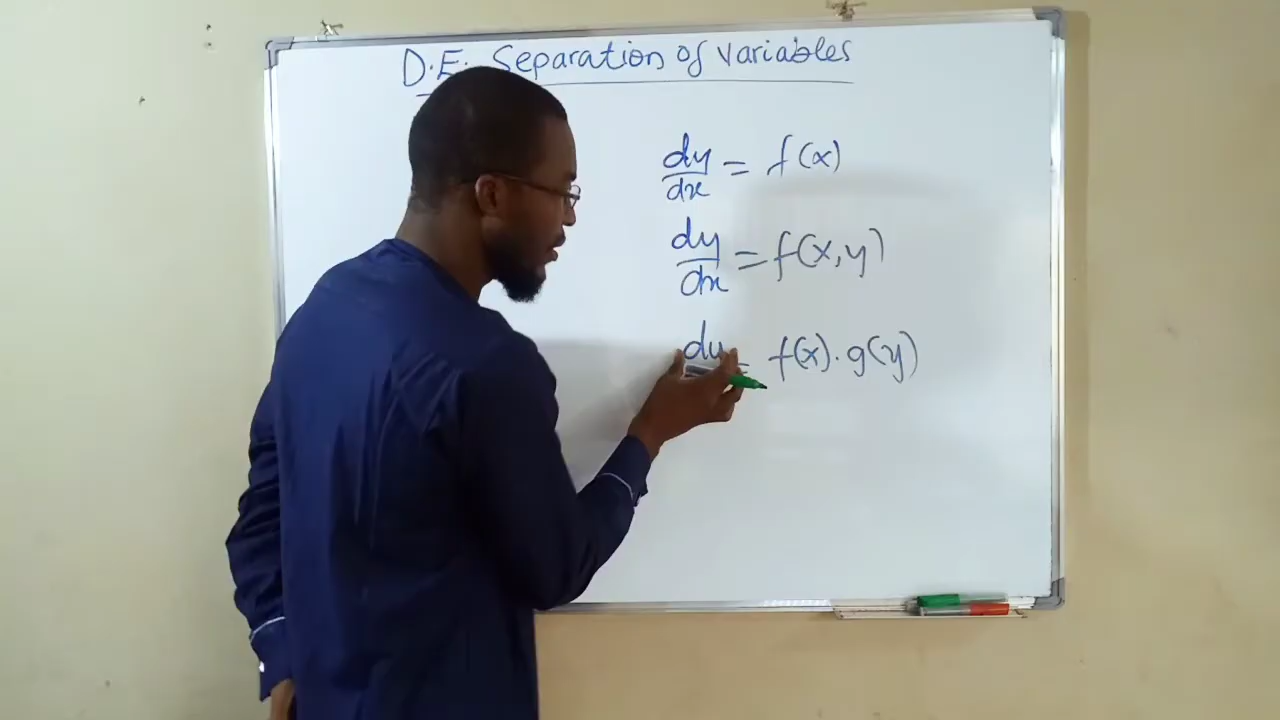 D.E. Separation of variables
dy/dx = f(x)
dy/dx = f(x,y)
dy = f(x).g(y)